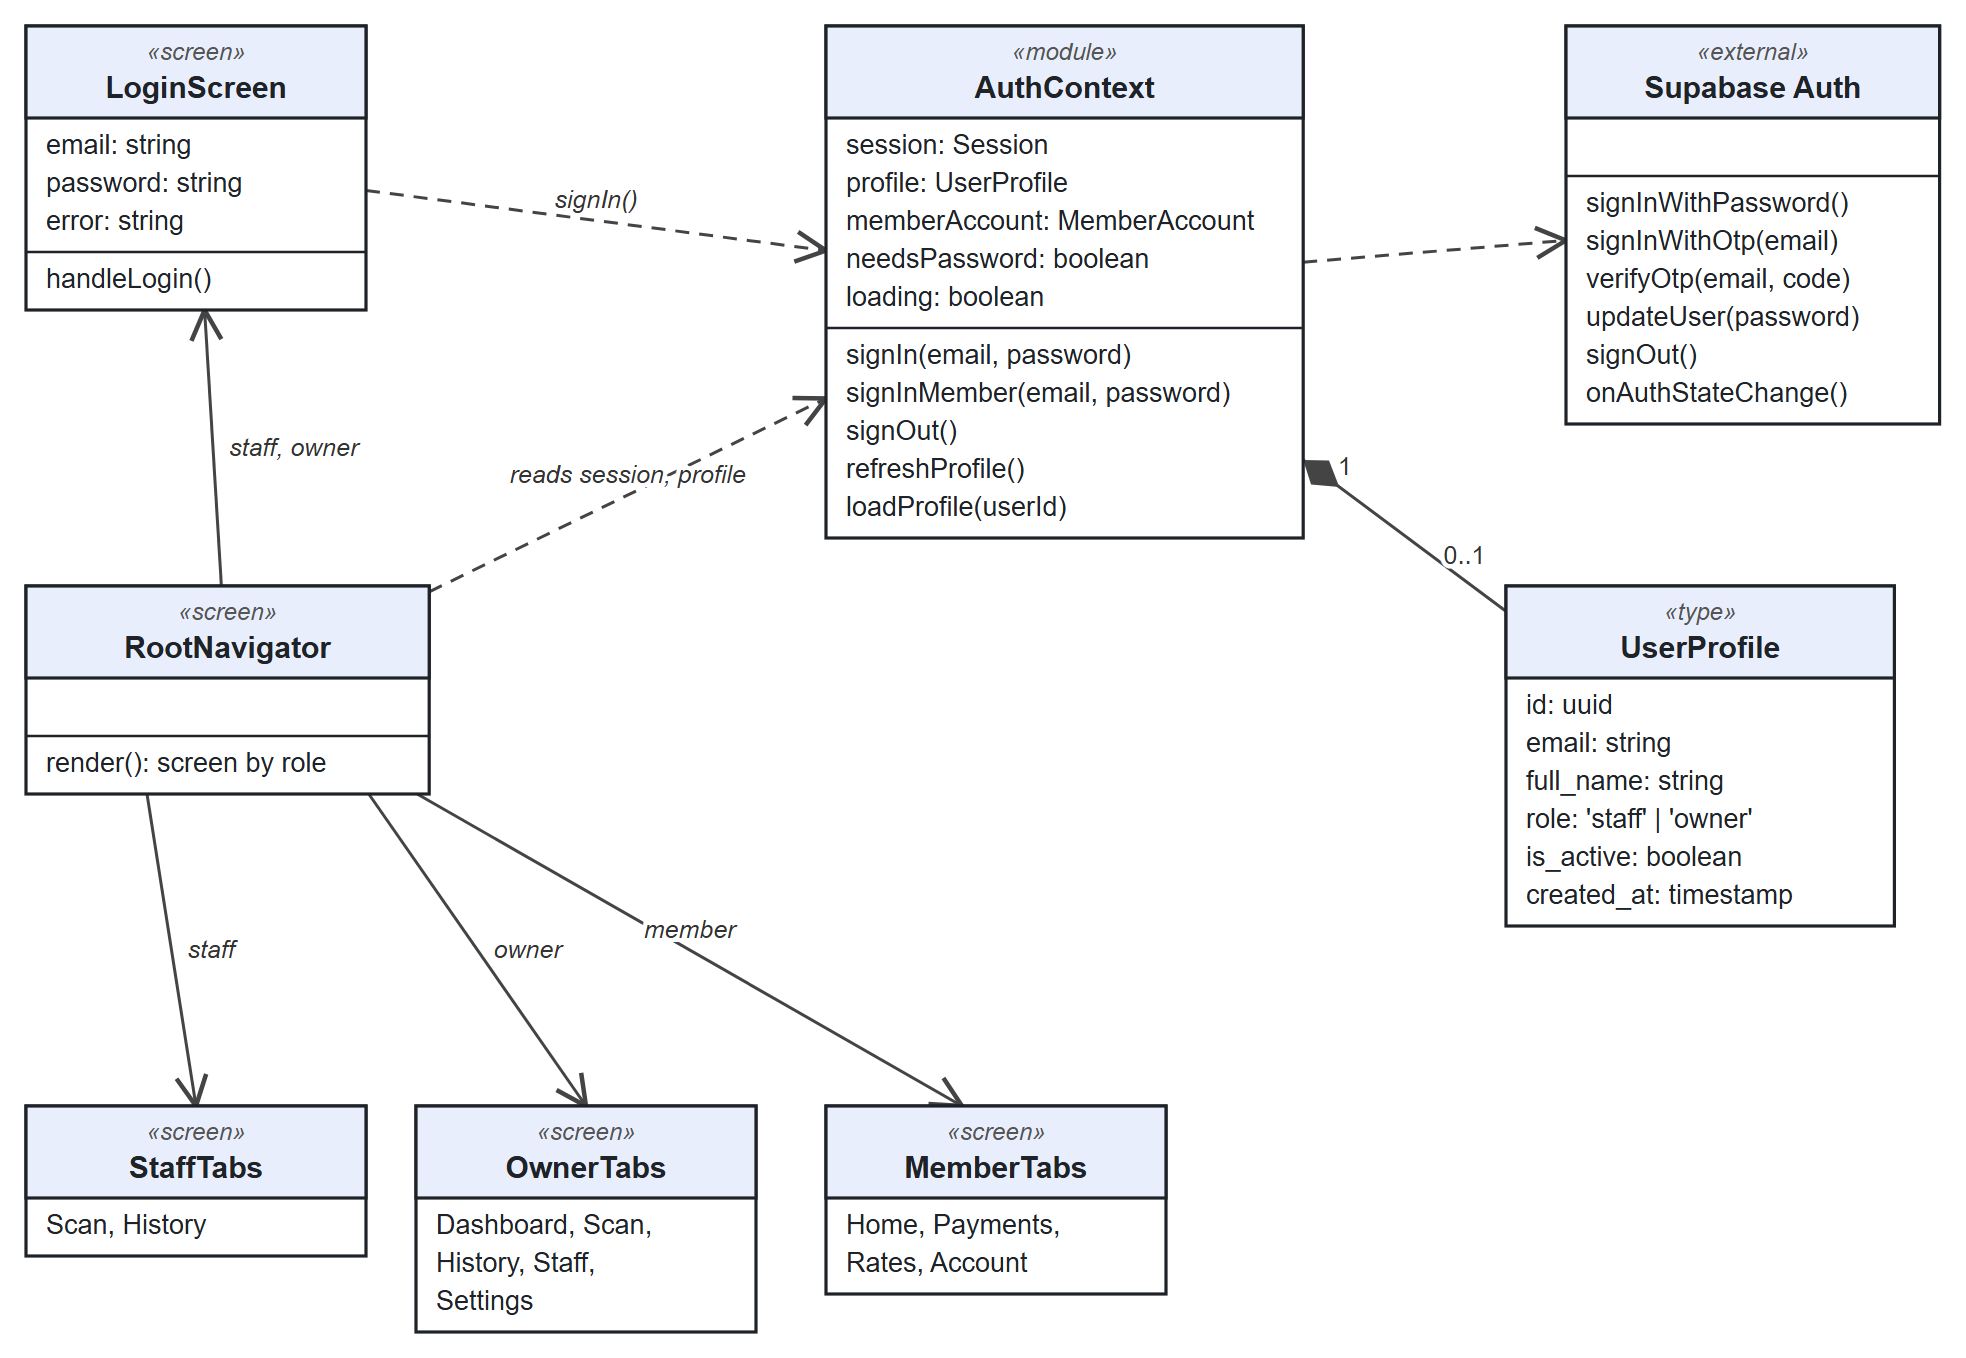 «screen»
LoginScreen
email: string
password: string
error: string
handleLogin()
signIn()
«module»
AuthContext
session: Session
profile: UserProfile
memberAccount: MemberAccount
needsPassword: boolean
loading: boolean
signIn(email, password)
signInMember(email, password)
signOut()
refreshProfile()
loadProfile(userId)
«external»
Supabase Auth
signInWithPassword()
signInWithOtp(email)
verifyOtp(email, code)
updateUser(password)
signOut()
onAuthStateChange()
staff, owner
reads session, profile
1
0..1
«screen»
RootNavigator
render(): screen by role
«type»
UserProfile
id: uuid
email: string
full_name: string
role: 'staff' | 'owner'
is_active: boolean
created_at: timestamp
staff
owner
member
«screen»
StaffTabs
Scan, History
«screen»
OwnerTabs
Dashboard, Scan,
History, Staff,
Settings
«screen»
MemberTabs
Home, Payments,
Rates, Account